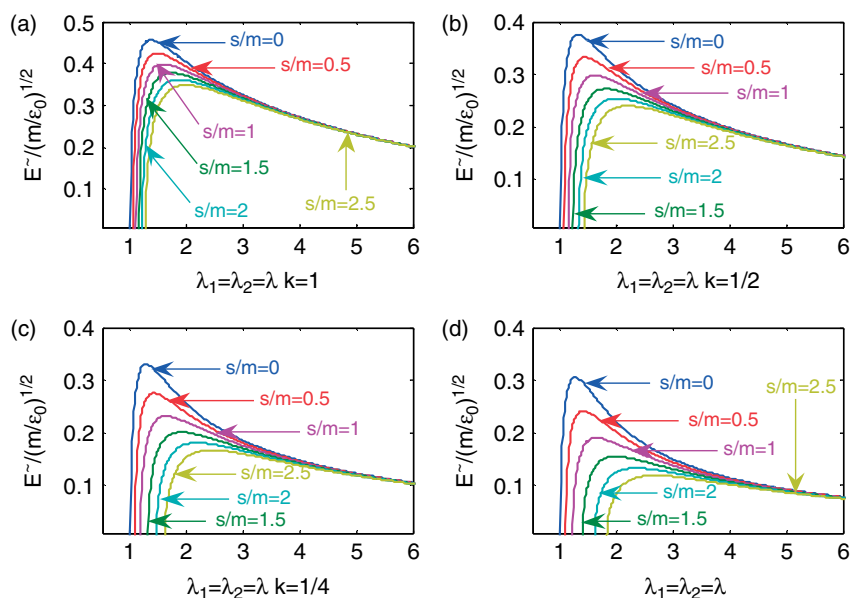 (a)
0.5
0.4
0.3
0.2
0.1
E~/(m/ε0)1/2
s/m=0
s/m=0.5
s/m=1
s/m=1.5
s/m=2
s/m=2.5
1 2 3 4 5 6
λ1=λ2=λ k=1
(b)
0.4
0.3
0.2
0.1
E~/(m/ε0)1/2
s/m=0
s/m=0.5
s/m=1
s/m=2.5
s/m=2
s/m=1.5
1 2 3 4 5 6
λ1=λ2=λ k=1/2
(c)
0.4
0.3
0.2
0.1
E~/(m/ε0)1/2
s/m=0
s/m=0.5
s/m=1
s/m=2.5
s/m=2
s/m=1.5
1 2 3 4 5 6
λ1=λ2=λ k=1/4
(d)
0.4
0.3
0.2
0.1
E~/(m/ε0)1/2
s/m=0
s/m=2.5
s/m=0.5
s/m=1
s/m=2
s/m=1.5
1 2 3 4 5 6
λ1=λ2=λ